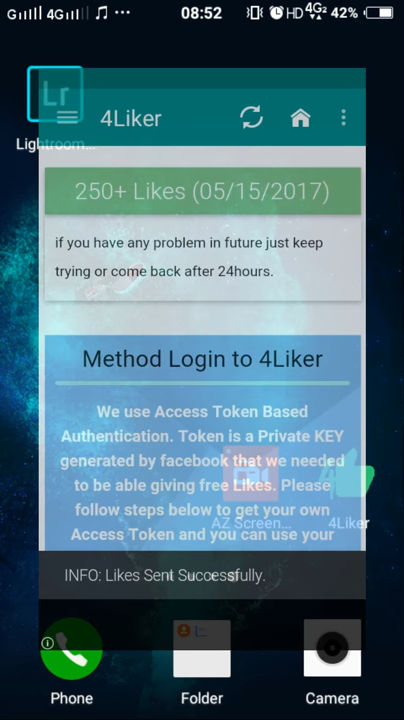 G 4G ... 08:52 HD 4G2 42%
Lr
Lightroom...
4Liker
250+ Likes (05/15/2017)
if you have any problem in future just keep
trying or come back after 24hours.
Method Login to 4Liker
We use Access Token Based
Authentication. Token is a Private KEY
generated by facebook that we needed
to be able giving free Likes. Please
follow steps below to get your own
Access Token and you can use your
AZ Screen...
4Liker
INFO: Likes Sent Successfully.
Phone
Folder
Camera